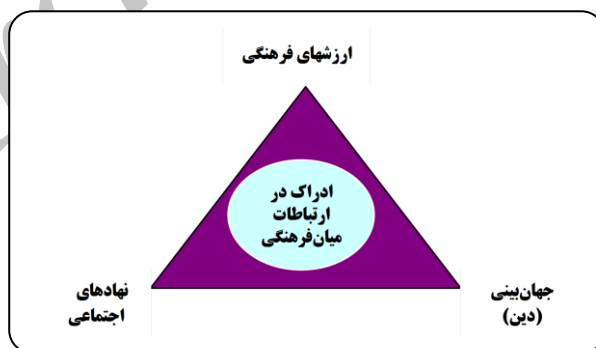 ارزشهای فرهنگی
ادراک در
ارتباطات
میان‌فرهنگی
جهان‌بینی
(دین)
نهادهای
اجتماعی